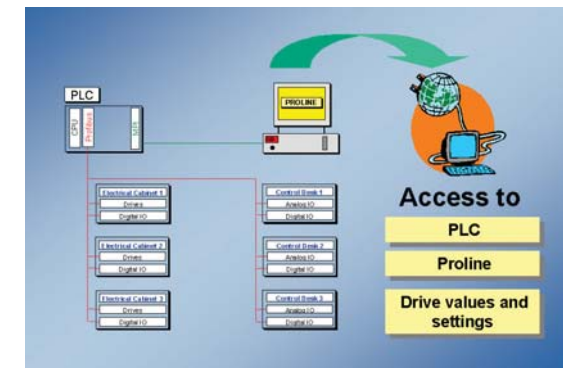 PLC
CPU
Profibus
MPI
PROLINE
Electrical Cabinet 1
Drives
Digital IO
Electrical Cabinet 2
Drives
Digital IO
Electrical Cabinet 3
Drives
Digital IO
Control Desk 1
Analog IO
Digital IO
Control Desk 2
Analog IO
Digital IO
Control Desk 3
Analog IO
Digital IO
Access to
PLC
Proline
Drive values and
settings